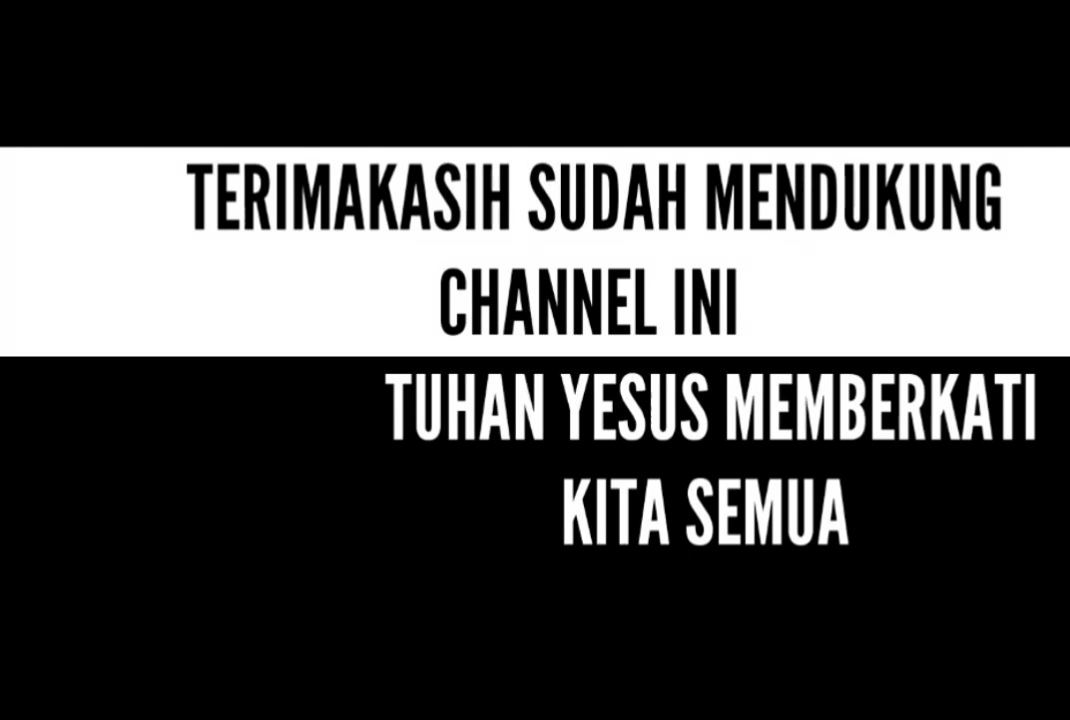 TERIMAKASIH SUDAH MENDUKUNG
CHANNEL INI
TUHAN YESUS MEMBERKATI
KITA SEMUA